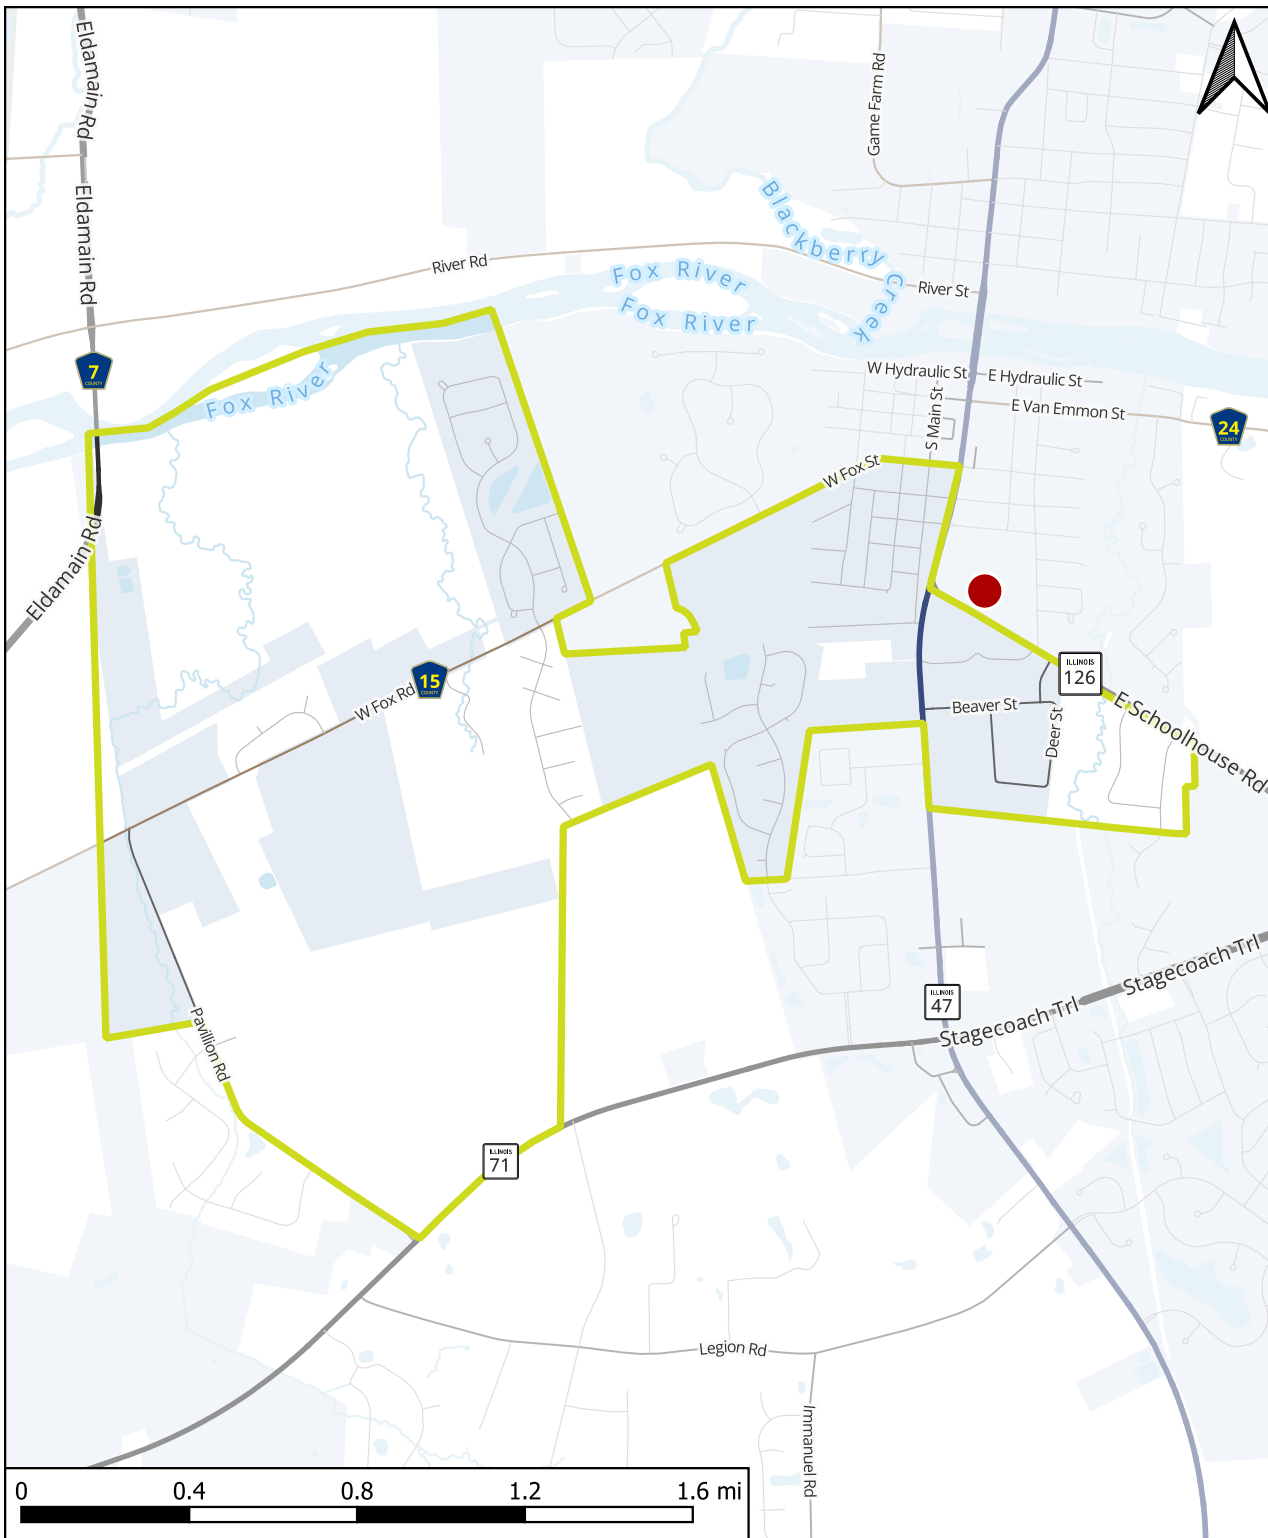 Eldamain Rd
Game Farm Rd
Eldamain Rd
Blackberry Creek
River Rd
Fox River
River St
Fox River
7
COUNTY
W Hydraulic St
E Hydraulic St
Fox River
S Main St
E Van Emmon St
24
COUNTY
W Fox St
Eldamain Rd
ILLINOIS
126
15
COUNTY
W Fox Rd
Beaver St
Deer St
E Schoolhouse Rd
Stagecoach Trl
ILLINOIS
47
Stagecoach Trl
Pavillion Rd
ILLINOIS
71
Legion Rd
Immanuel Rd
0 0.4 0.8 1.2 1.6 mi